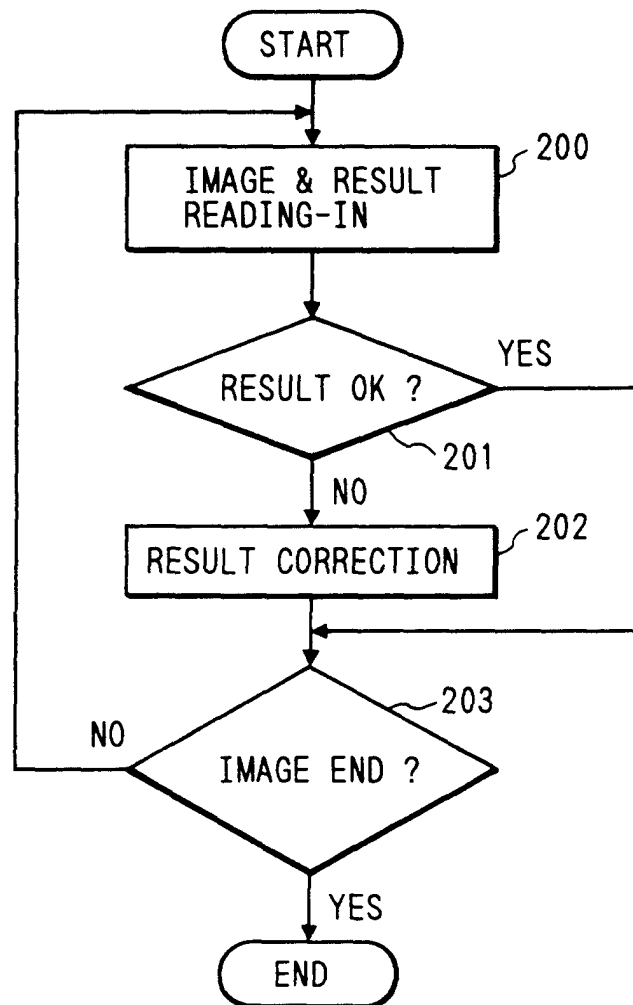 START
IMAGE & RESULT
READING-IN
200
RESULT OK ?
YES
201
NO
RESULT CORRECTION
202
203
NO
IMAGE END ?
YES
END